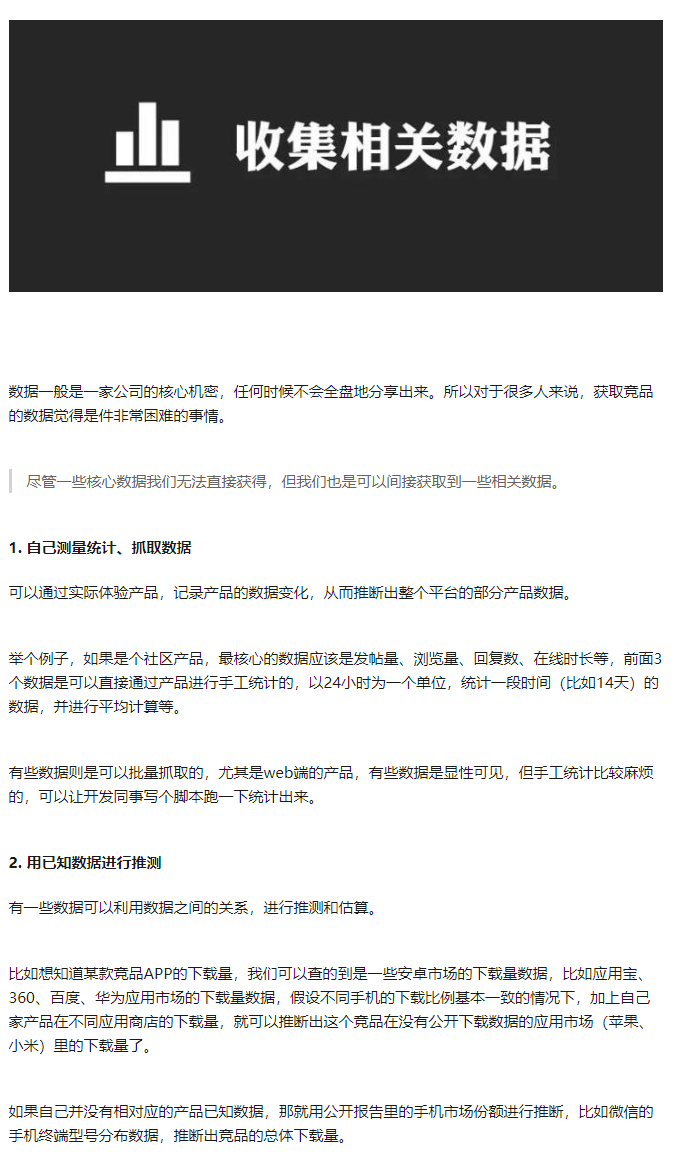 收集相关数据
数据一般是一家公司的核心机密，任何时候不会全盘地分享出来。所以对于很多人来说，获取竞品
的数据觉得是件非常困难的事情。
尽管一些核心数据我们无法直接获得，但我们也是可以间接获取到一些相关数据。
1. 自己测量统计、抓取数据
可以通过实际体验产品，记录产品的数据变化，从而推断出整个平台的部分产品数据。
举个例子，如果是个社区产品，最核心的数据应该是发帖量、浏览量、回复数、在线时长等，前面3
个数据是可以直接通过产品进行手工统计的，以24小时为一个单位，统计一段时间（比如14天）的
数据，并进行平均计算等。
有些数据则是可以批量抓取的，尤其是web端的产品，有些数据是显性可见，但手工统计比较麻烦
的，可以让开发同事写个脚本跑一下统计出来。
2. 用已知数据进行推测
有一些数据可以利用数据之间的关系，进行推测和估算。
比如想知道某款竞品APP的下载量，我们可以查的到是一些安卓市场的下载量数据，比如应用宝、
360、百度、华为应用市场的下载量数据，假设不同手机的下载比例基本一致的情况下，加上自己
家产品在不同应用商店的下载量，就可以推断出这个竞品在没有公开下载数据的应用市场（苹果、
小米）里的下载量了。
如果自己并没有相对应的产品已知数据，那就用公开报告里的手机市场份额进行推断，比如微信的
手机终端型号分布数据，推断出竞品的总体下载量。